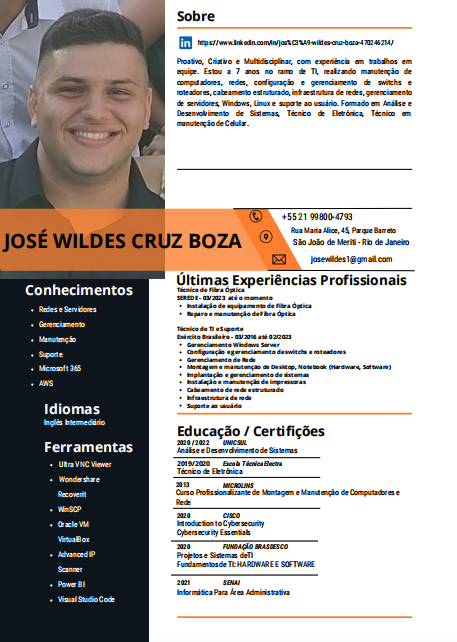 Sobre
https://www.linkedin.com/in/jos%C3%A9-wildes-cruz-boza-470246214/
Proativo, Criativo e Multidisciplinar, com experiência em trabalhos em
equipe. Estou a 7 anos no ramo de TI, realizando manutenção de
computadores, redes, configuração e gerenciamento de switchs e
roteadores, cabeamento estruturado, infraestrutura de redes, gerenciamento
de servidores, Windows, Linux e suporte ao usuário. Formado em Análise e
Desenvolvimento de Sistemas, Técnico de Eletrônica, Técnico em
manutenção de Celular.
JOSÉ WILDES CRUZ BOZA
+55 21 99800-4793
Rua Maria Alice, 45, Parque Barreto
São João de Meriti - Rio de Janeiro
josewildes1@gmail.com
Conhecimentos
Redes e Servidores
Gerenciamento
Manutenção
Suporte
Microsoft 365
AWS
Idiomas
Inglês Intermediário
Ferramentas
Ultra VNC Viewer
Wondershare
Recoverit
WinSCP
Oracle VM
VirtualBox
Advanced IP
Scanner
Power BI
Visual Studio Code
Últimas Experiências Profissionais
Técnico de Fibra Óptica
SEREDE - 03/2023 até o momento
Instalação de equipamento de Fibra Óptica
Reparo e manutenção de Fibra Óptica
Técnico de TI e Suporte
Exército Brasileiro - 03/2016 até 02/2023
Gerenciamento Windows Server
Configuração e gerenciamento de switchs e roteadores
Gerenciamento de Rede
Montagem e manutenção de Desktop, Notebook (Hardware, Software)
Implantação e gerenciamento de sistemas
Instalação e manutenção de impressoras
Cabeamento de rede estruturado
Infraestrutura de rede
Suporte ao usuário
Educação / Certifições
2020 / 2022 UNICSUL
Análise e Desenvolvimento de Sistemas
2019/2020 Escola Técnica Electra
Técnico de Eletrônica
2013 MICROLINS
Curso Profissionalizante de Montagem e Manutenção de Computadores e
Rede
2020 CISCO
Introduction to Cybersecurity
Cybersecurity Essentials
2020 FUNDAÇÃO BRASDESCO
Projetos e Sistemas de TI
Fundamentos de TI: HARDWARE E SOFTWARE
2021 SENAI
Informática Para Área Administrativa